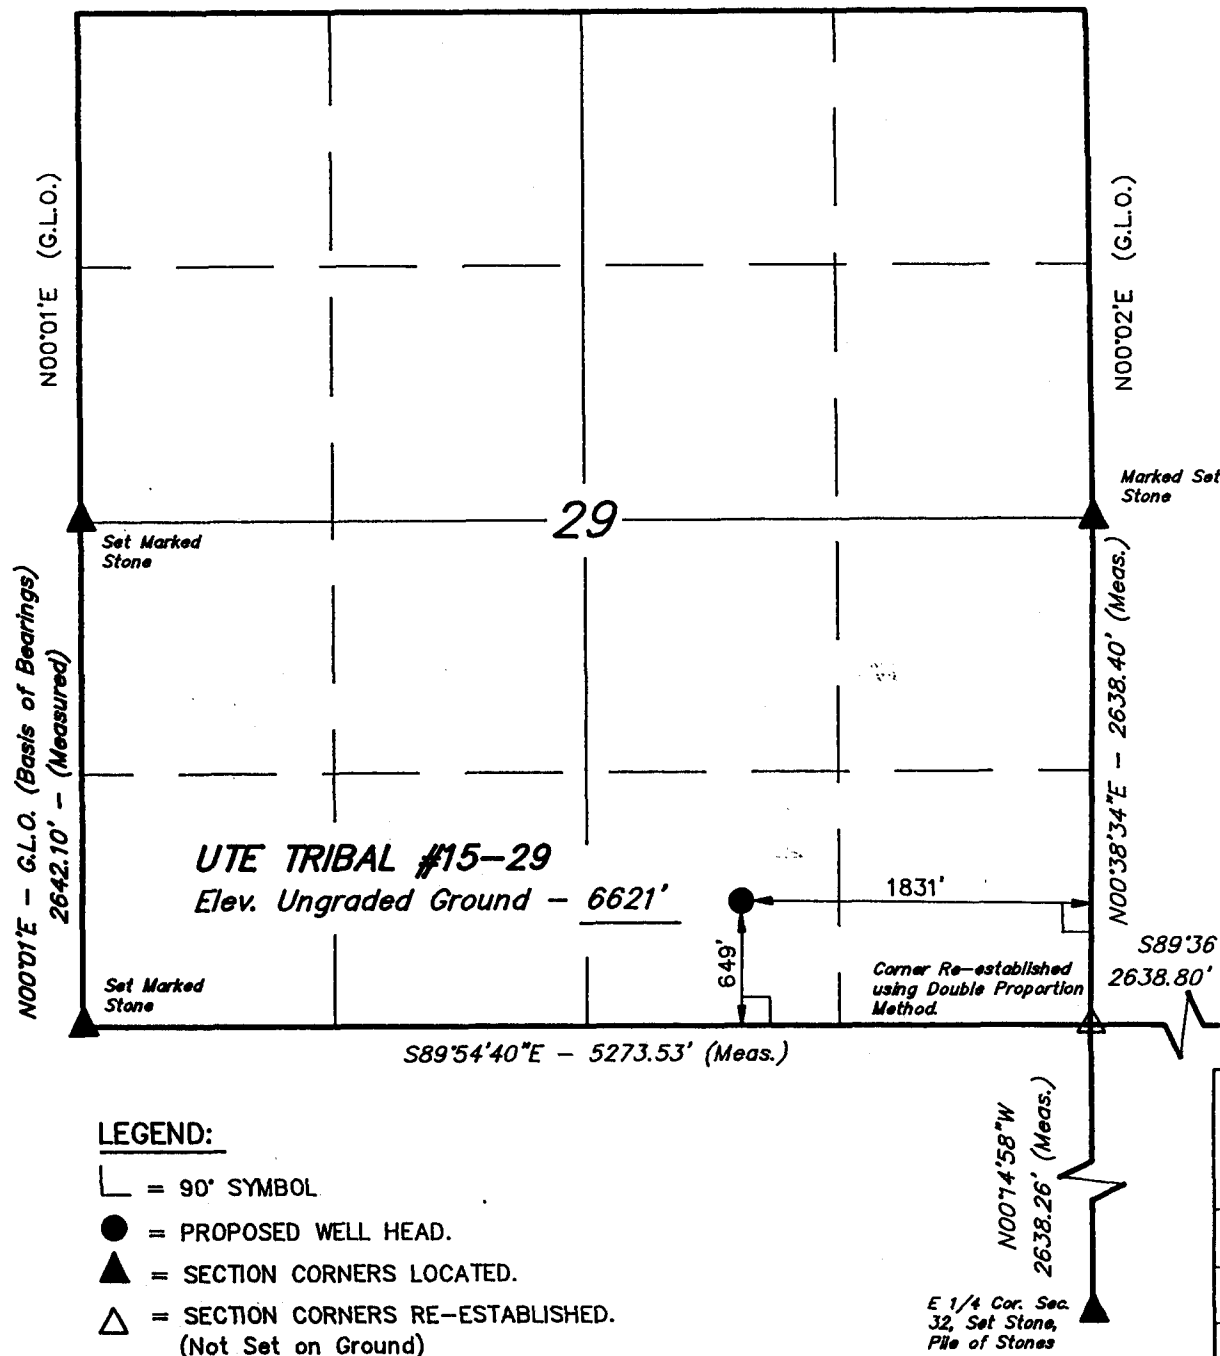 N00°01'E (G.L.O.)
N00°02'E (G.L.O.)
29
Marked Set
Stone
Set Marked
Stone
N00°01'E – G.L.O. (Basis of Bearings)
2642.10' – (Measured)
N00°38'34"E – 2638.40' (Meas.)
UTE TRIBAL #15–29
Elev. Ungraded Ground – 6621'
1831'
649'
S89°36
2638.80'
Corner Re–established
using Double Proportion
Method.
Set Marked
Stone
S89°54'40"E – 5273.53' (Meas.)
N00°14'58"W
2638.26' (Meas.)
LEGEND:
= 90° SYMBOL
= PROPOSED WELL HEAD.
= SECTION CORNERS LOCATED.
= SECTION CORNERS RE–ESTABLISHED.
(Not Set on Ground)
E 1/4 Cor. Sec.
32, Set Stone,
Pile of Stones